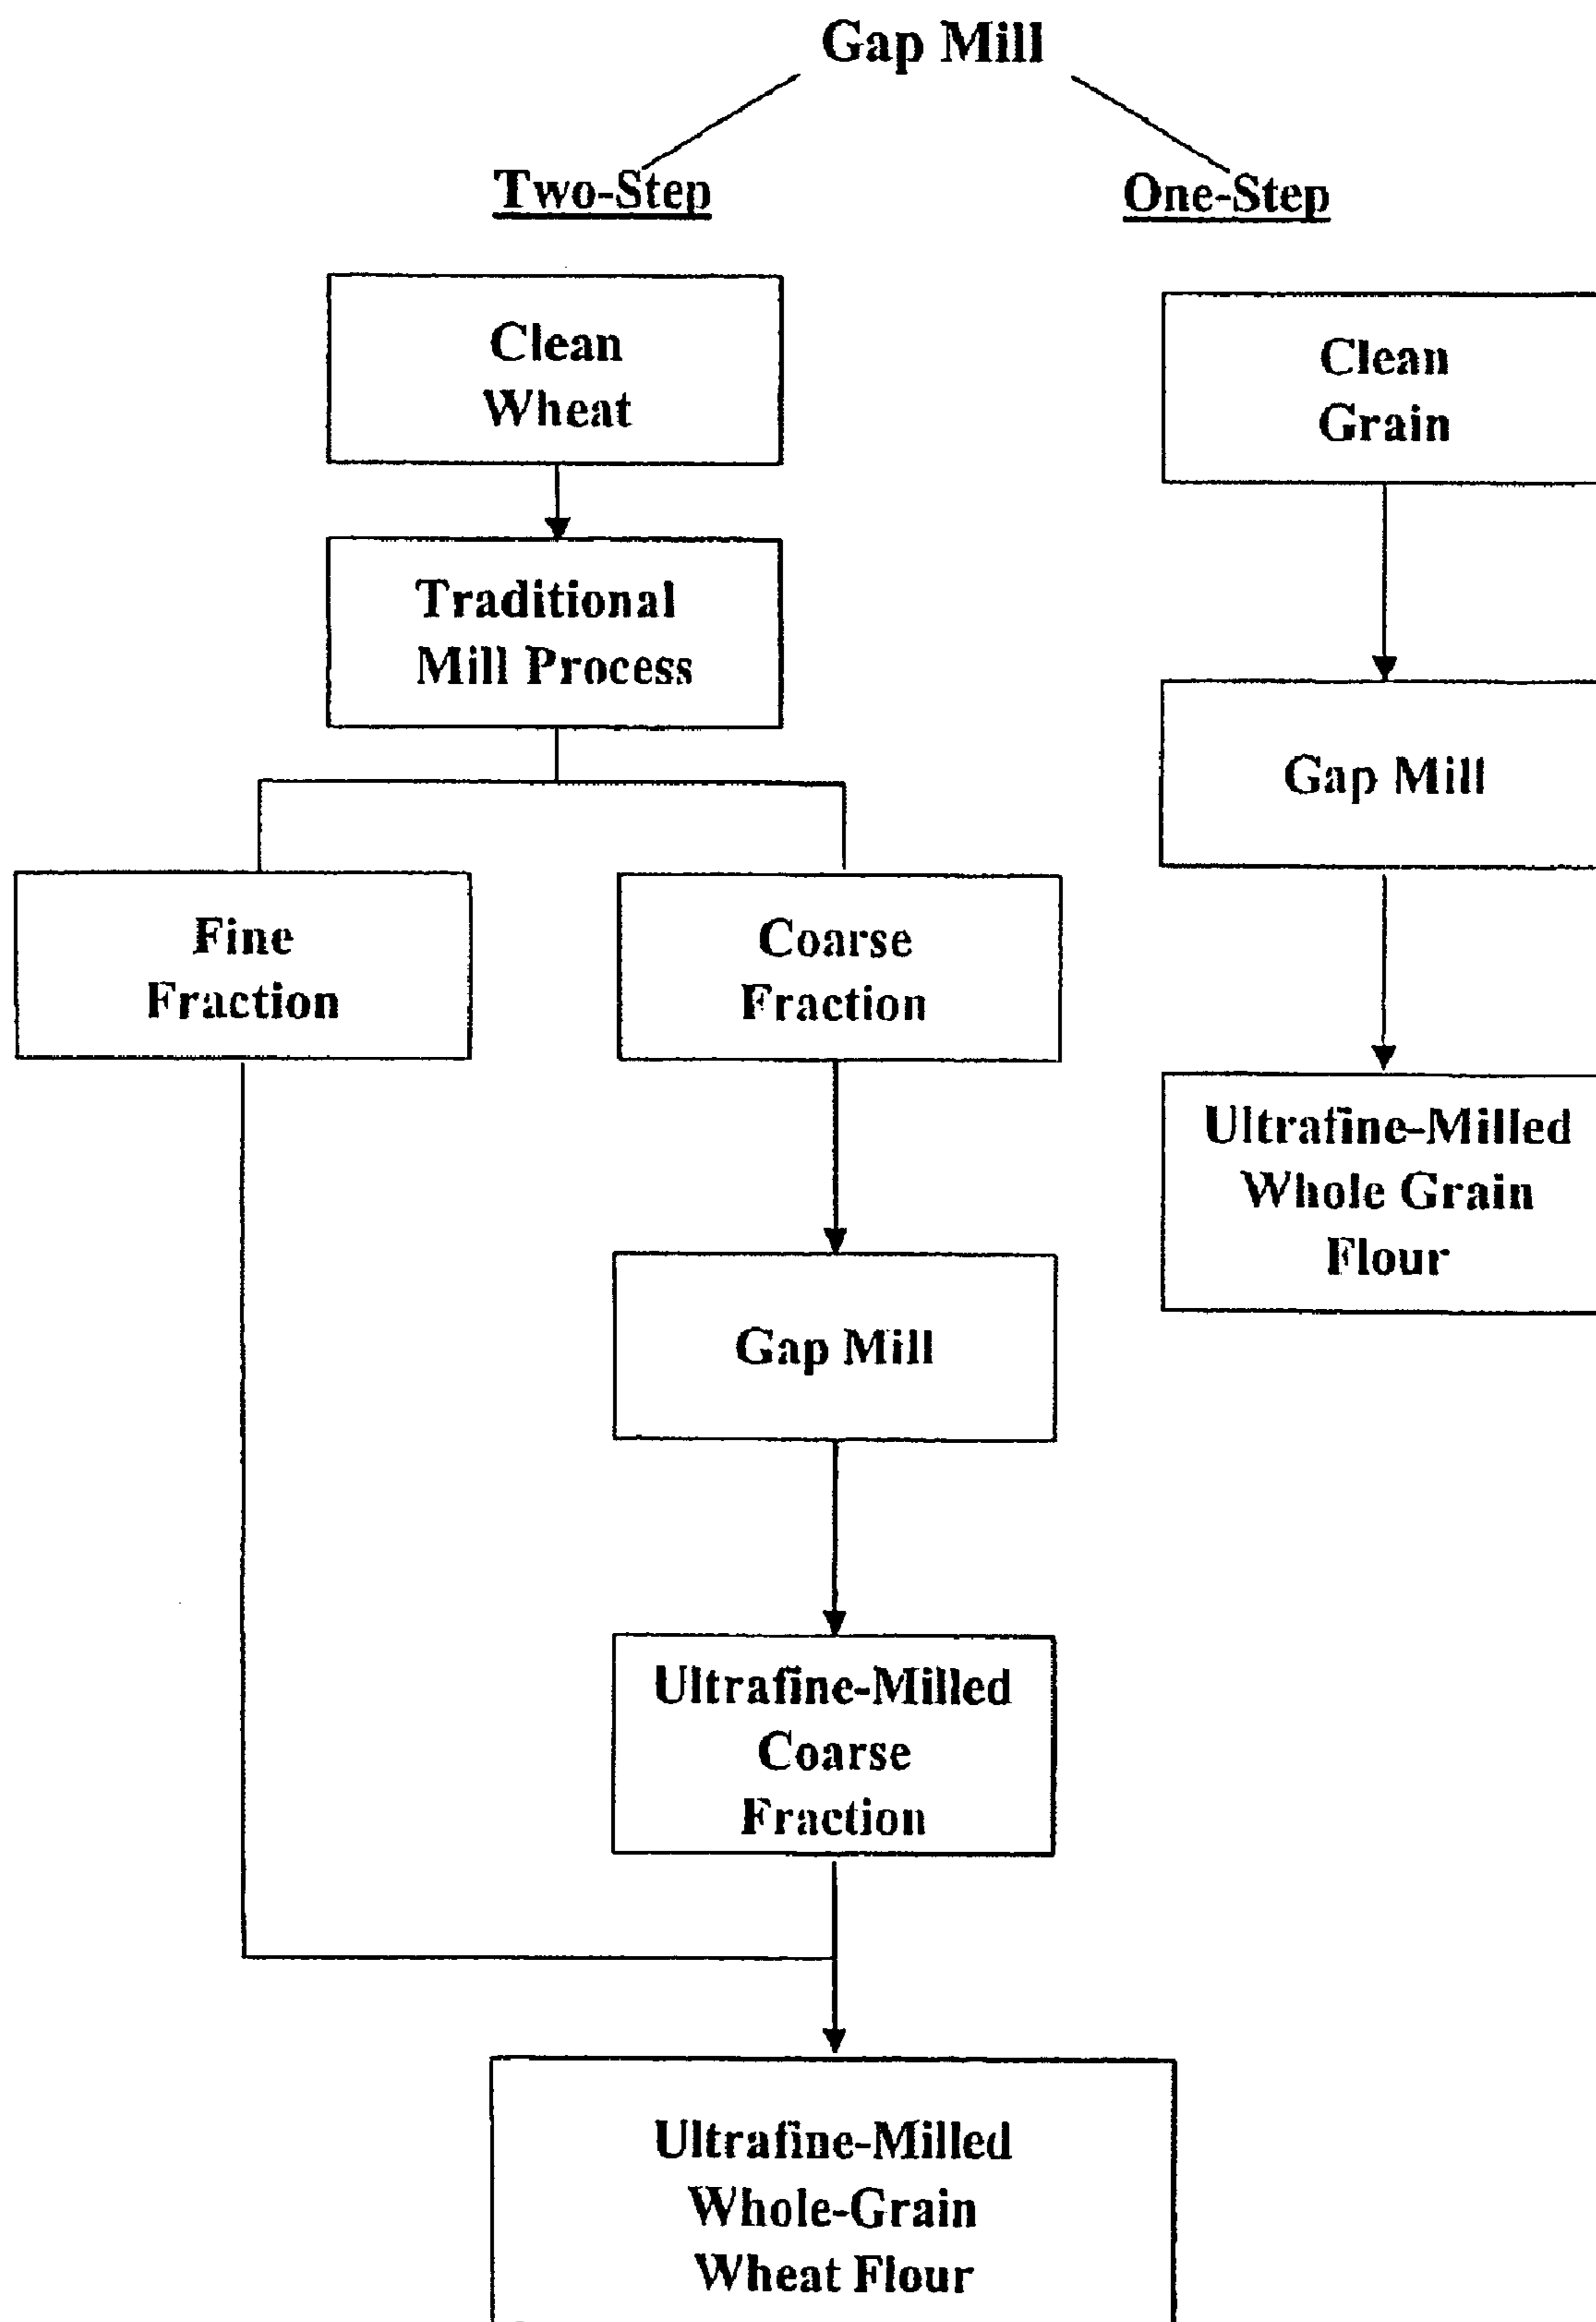 Gap Mill
Two-Step
One-Step
Clean
Wheat
Clean
Grain
Traditional
Mill Process
Gap Mill
Fine
Fraction
Coarse
Fraction
Ultrafine-Milled
Whole Grain
Flour
Gap Mill
Ultrafine-Milled
Coarse
Fraction
Ultrafine-Milled
Whole-Grain
Wheat Flour